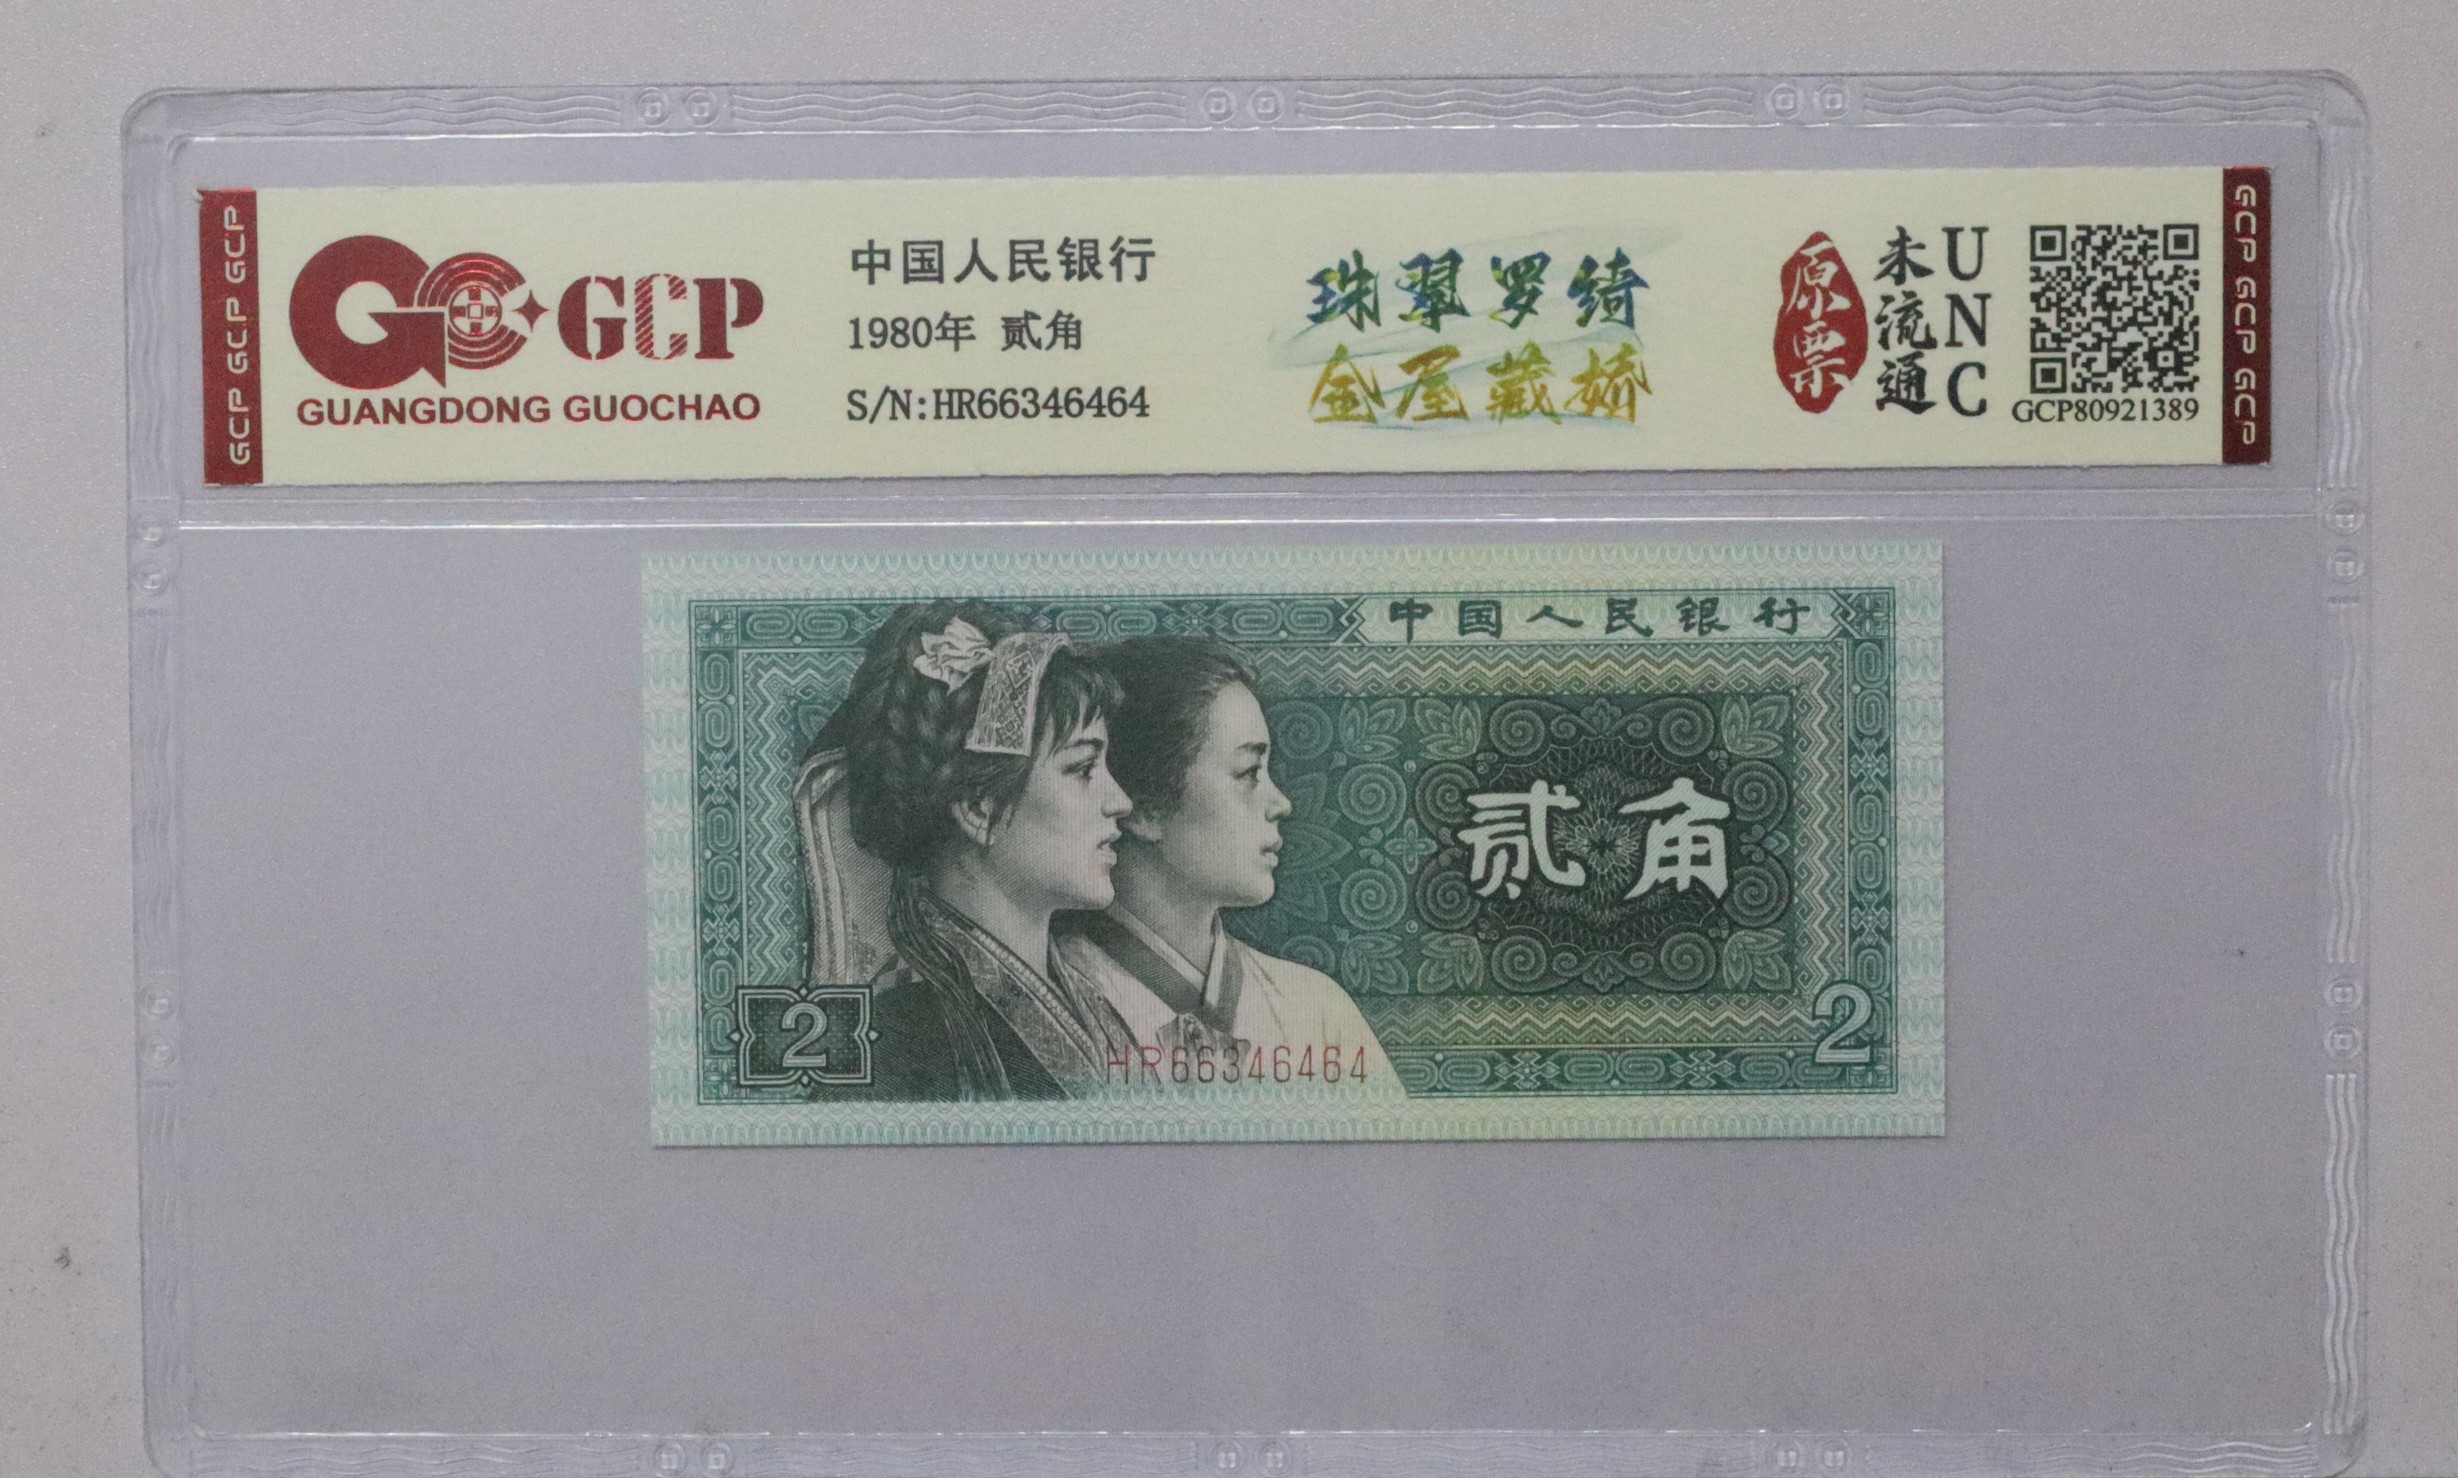 GCP GCP GCP
GCP
GUANGDONG GUOCHAO
中国人民银行
1980年 贰角
S/N:HR66346464
珠翠罗绮
金屋藏娇
原票
未流通
UNC
GCP80921389
GCP GCP GCP
中国人民银行
贰角
2
2
HR66346464